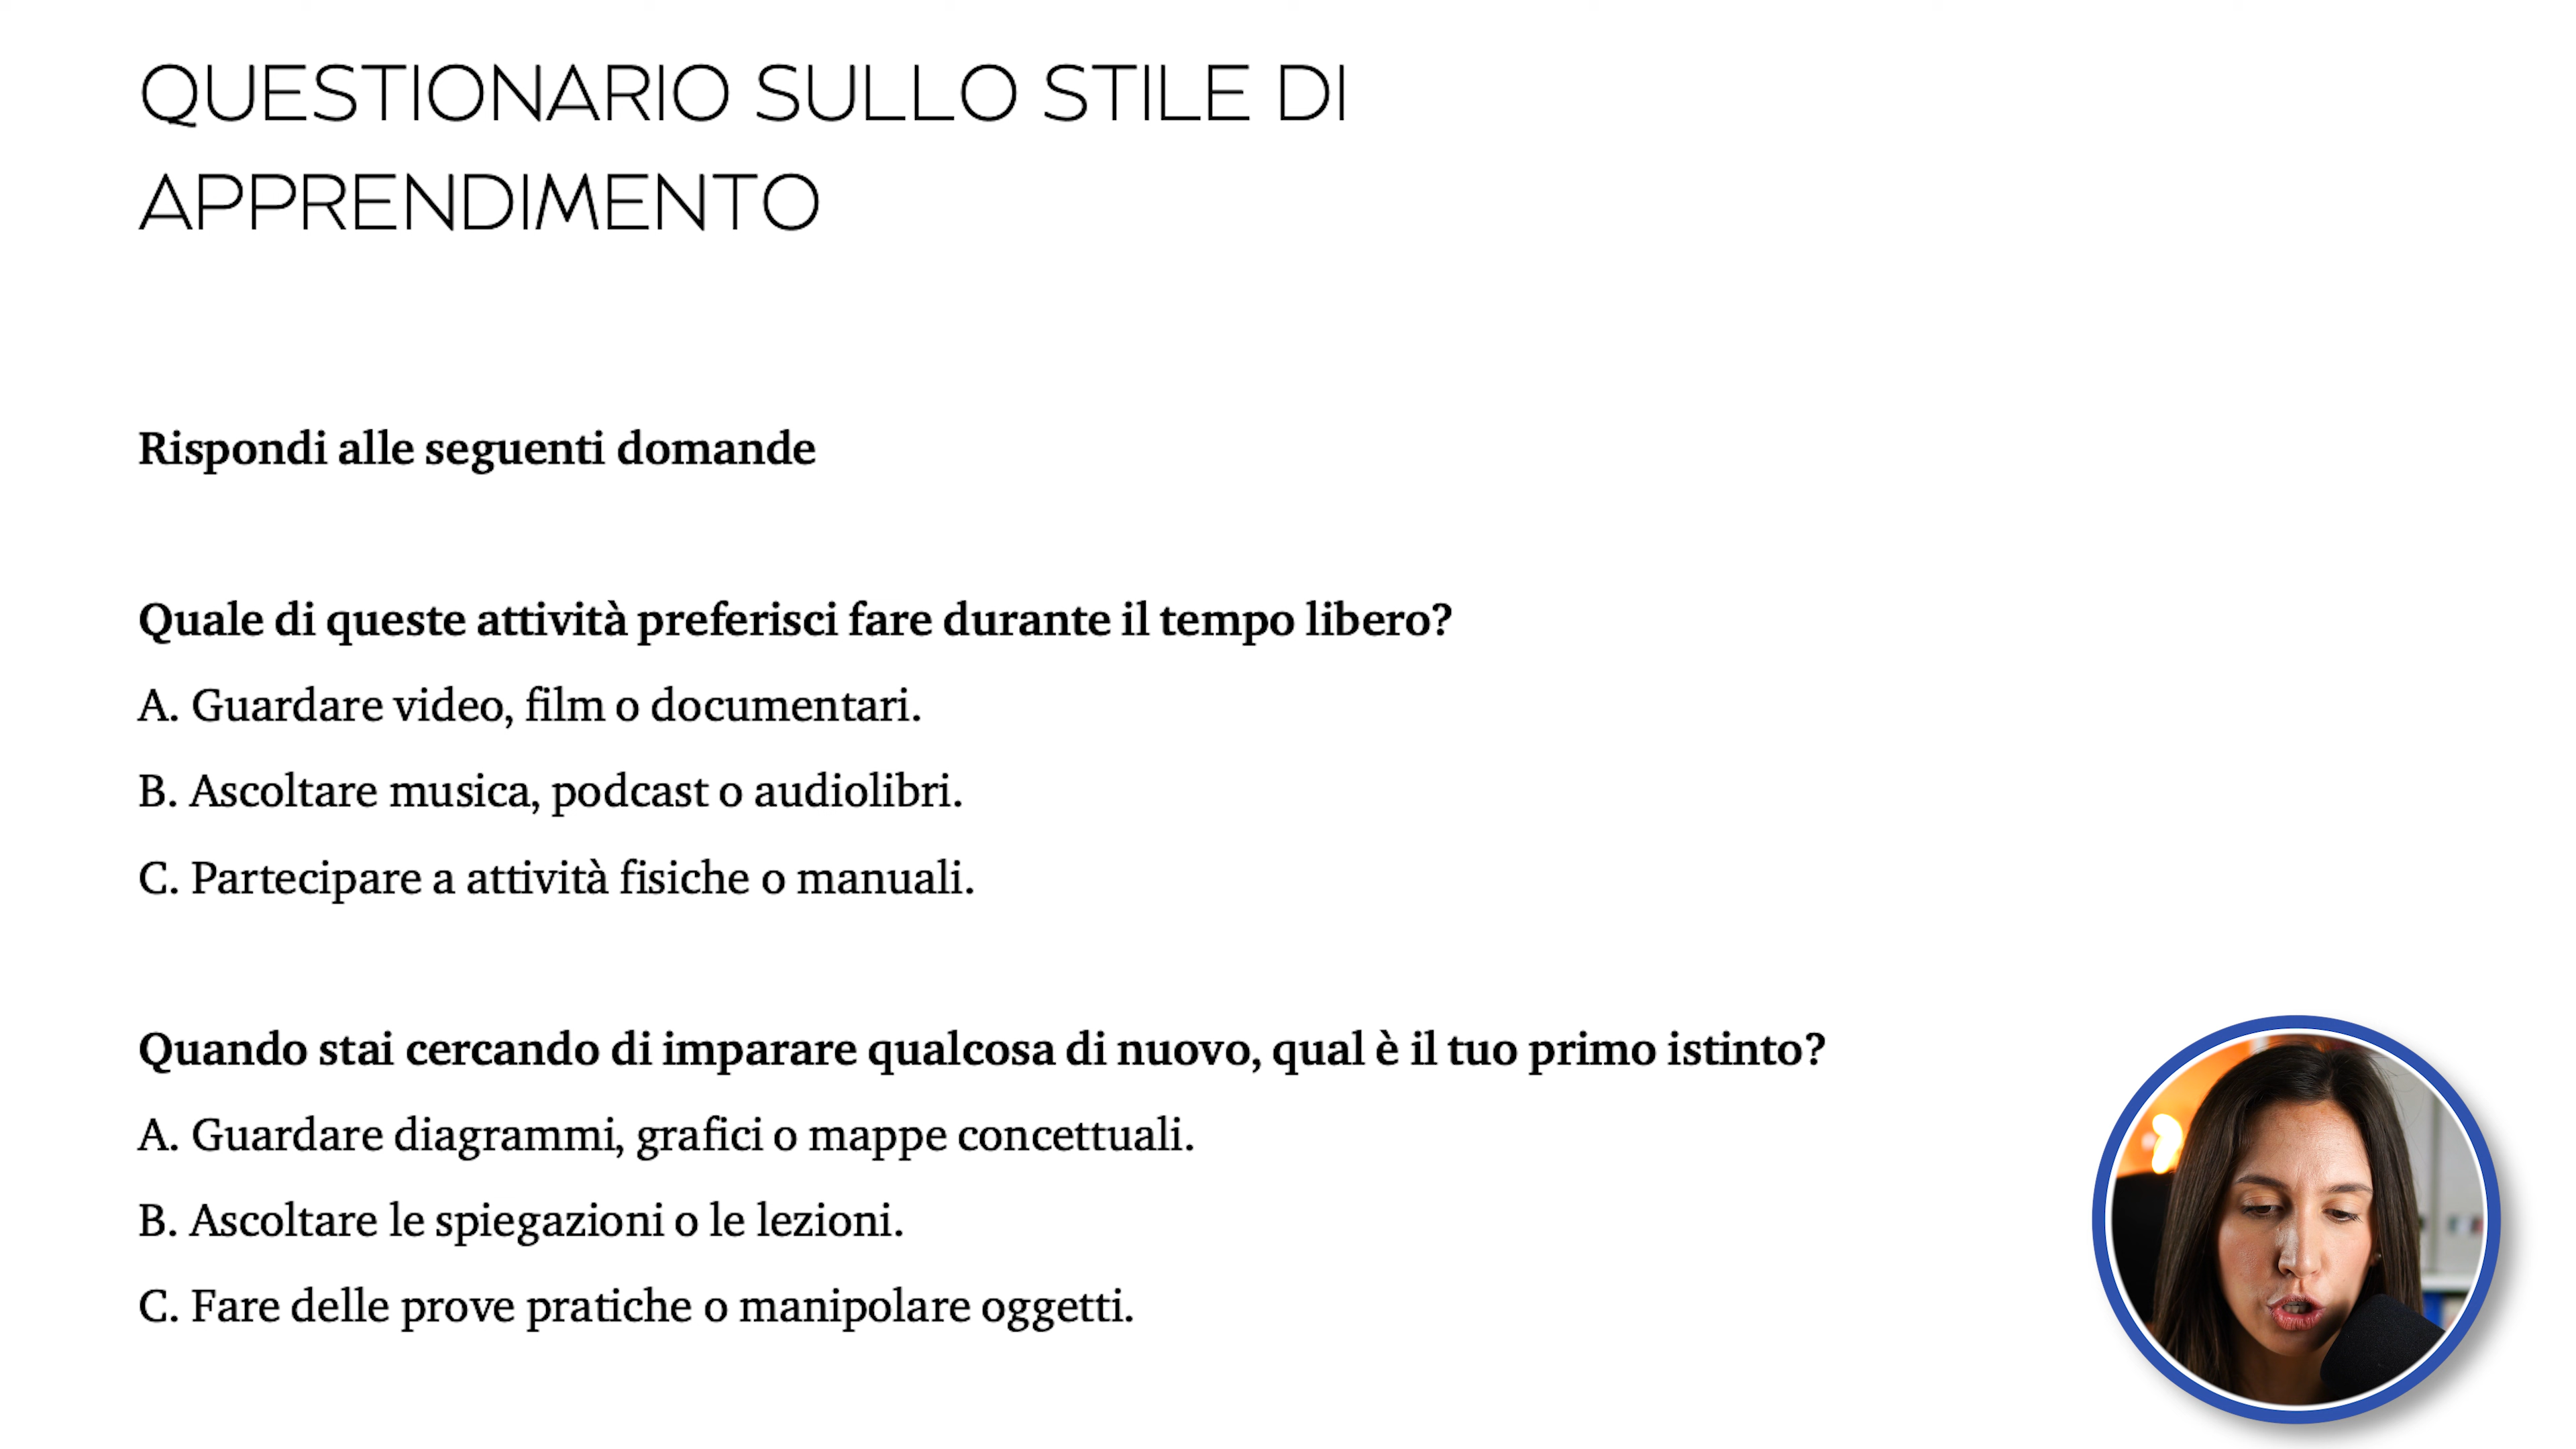 QUESTIONARIO SULLO STILE DI
APPRENDIMENTO
Rispondi alle seguenti domande
Quale di queste attività preferisci fare durante il tempo libero?
A. Guardare video, film o documentari.
B. Ascoltare musica, podcast o audiolibri.
C. Partecipare a attività fisiche o manuali.
Quando stai cercando di imparare qualcosa di nuovo, qual è il tuo primo istinto?
A. Guardare diagrammi, grafici o mappe concettuali.
B. Ascoltare le spiegazioni o le lezioni.
C. Fare delle prove pratiche o manipolare oggetti.